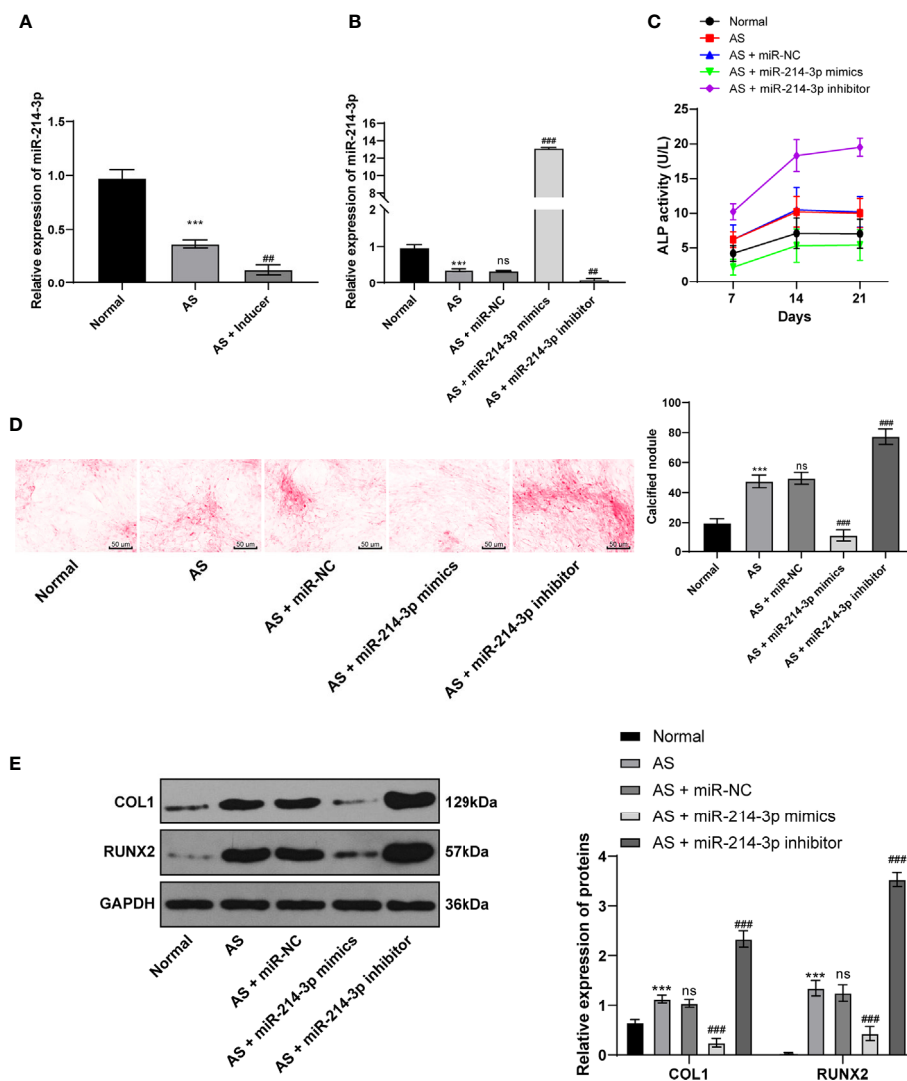 A
Relative expression of miR-214-3p
1.5
1.0
0.5
0.0
***
##
Normal
AS
AS + Inducer
B
Relative expression of miR-214-3p
16
14
12
10
8
2
1
0
***
ns
###
##
Normal
AS
AS + miR-NC
AS + miR-214-3p mimics
AS + miR-214-3p inhibitor
C
Normal
AS
AS + miR-NC
AS + miR-214-3p mimics
AS + miR-214-3p inhibitor
ALP activity (U/L)
25
20
15
10
5
0
7
14
21
Days
D
50 um
50 um
50 um
50 um
50 um
Normal
AS
AS + miR-NC
AS + miR-214-3p mimics
AS + miR-214-3p inhibitor
Calcified nodule
100
80
60
40
20
0
***
ns
###
###
Normal
AS
AS + miR-NC
AS + miR-214-3p mimics
AS + miR-214-3p inhibitor
E
COL1
129kDa
RUNX2
57kDa
GAPDH
36kDa
Normal
AS
AS + miR-NC
AS + miR-214-3p mimics
AS + miR-214-3p inhibitor
Normal
AS
AS + miR-NC
AS + miR-214-3p mimics
AS + miR-214-3p inhibitor
Relative expression of proteins
4
3
2
1
0
***
ns
###
###
***
ns
###
###
COL1
RUNX2